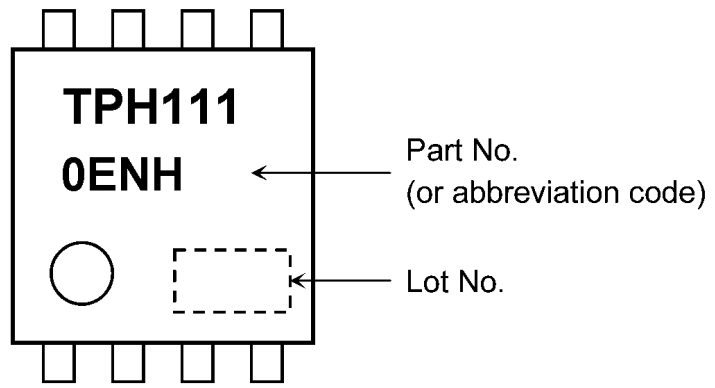 TPH111
0ENH
Part No.
(or abbreviation code)
Lot No.